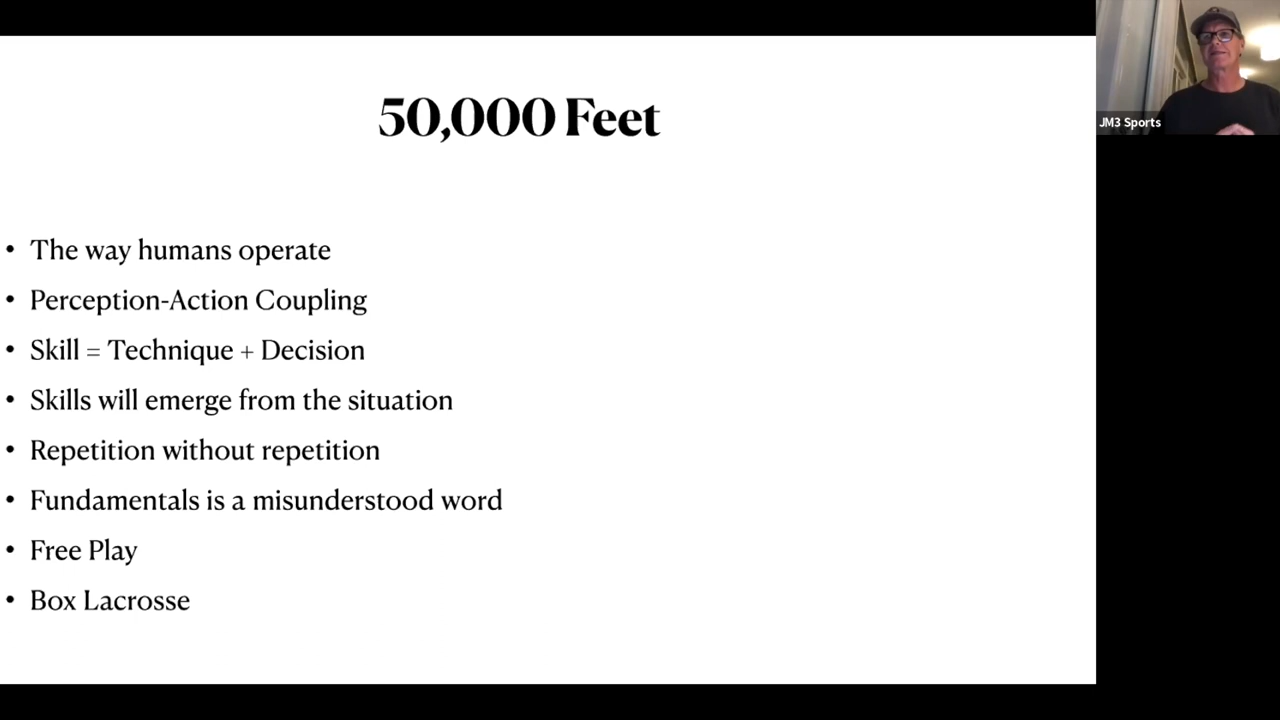 50,000 Feet
JM3 Sports
• The way humans operate
• Perception-Action Coupling
• Skill = Technique + Decision
• Skills will emerge from the situation
• Repetition without repetition
• Fundamentals is a misunderstood word
• Free Play
• Box Lacrosse